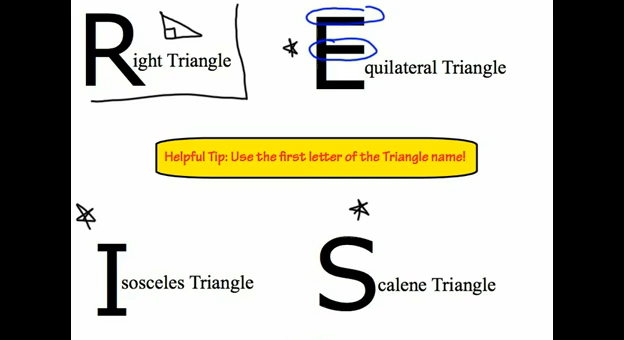 Right Triangle
Equilateral Triangle
Helpful Tip: Use the first letter of the Triangle name!
Isosceles Triangle
Scalene Triangle